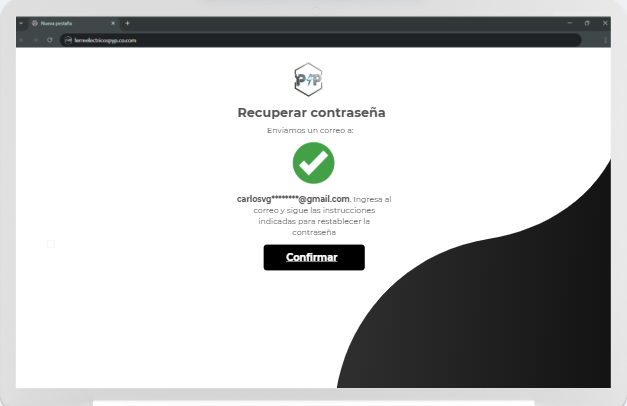 Nueva pestaña
ferreelectricospyp.co.com
PYP
Recuperar contraseña
Enviamos un correo a:
carlosvg********@gmail.com. Ingresa al
correo y sigue las instrucciones
indicadas para restablecer la
contraseña
Confirmar